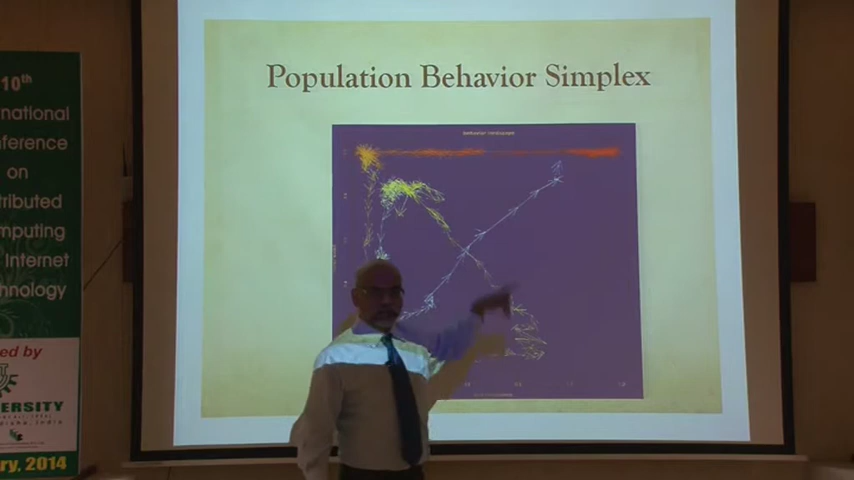 Population Behavior Simplex
10th
national
ference
on
tributed
mputing
Internet
hnology
ed by
ERSITY
ry, 2014